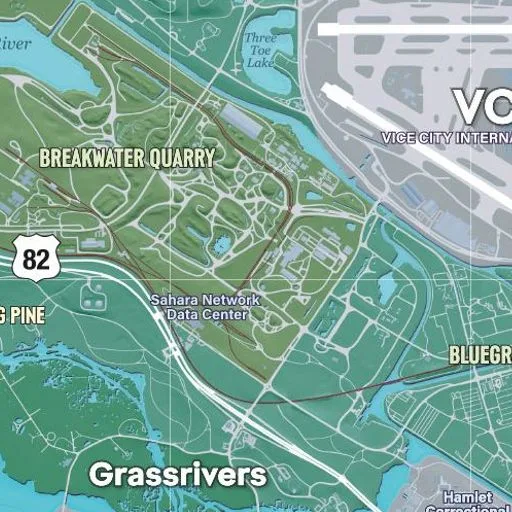 River
Three
Toe
Lake
VC
VICE CITY INTERNA
BREAKWATER QUARRY
82
Sahara Network
Data Center
G PINE
BLUEGR
Grassrivers
Hamlet
Correctional